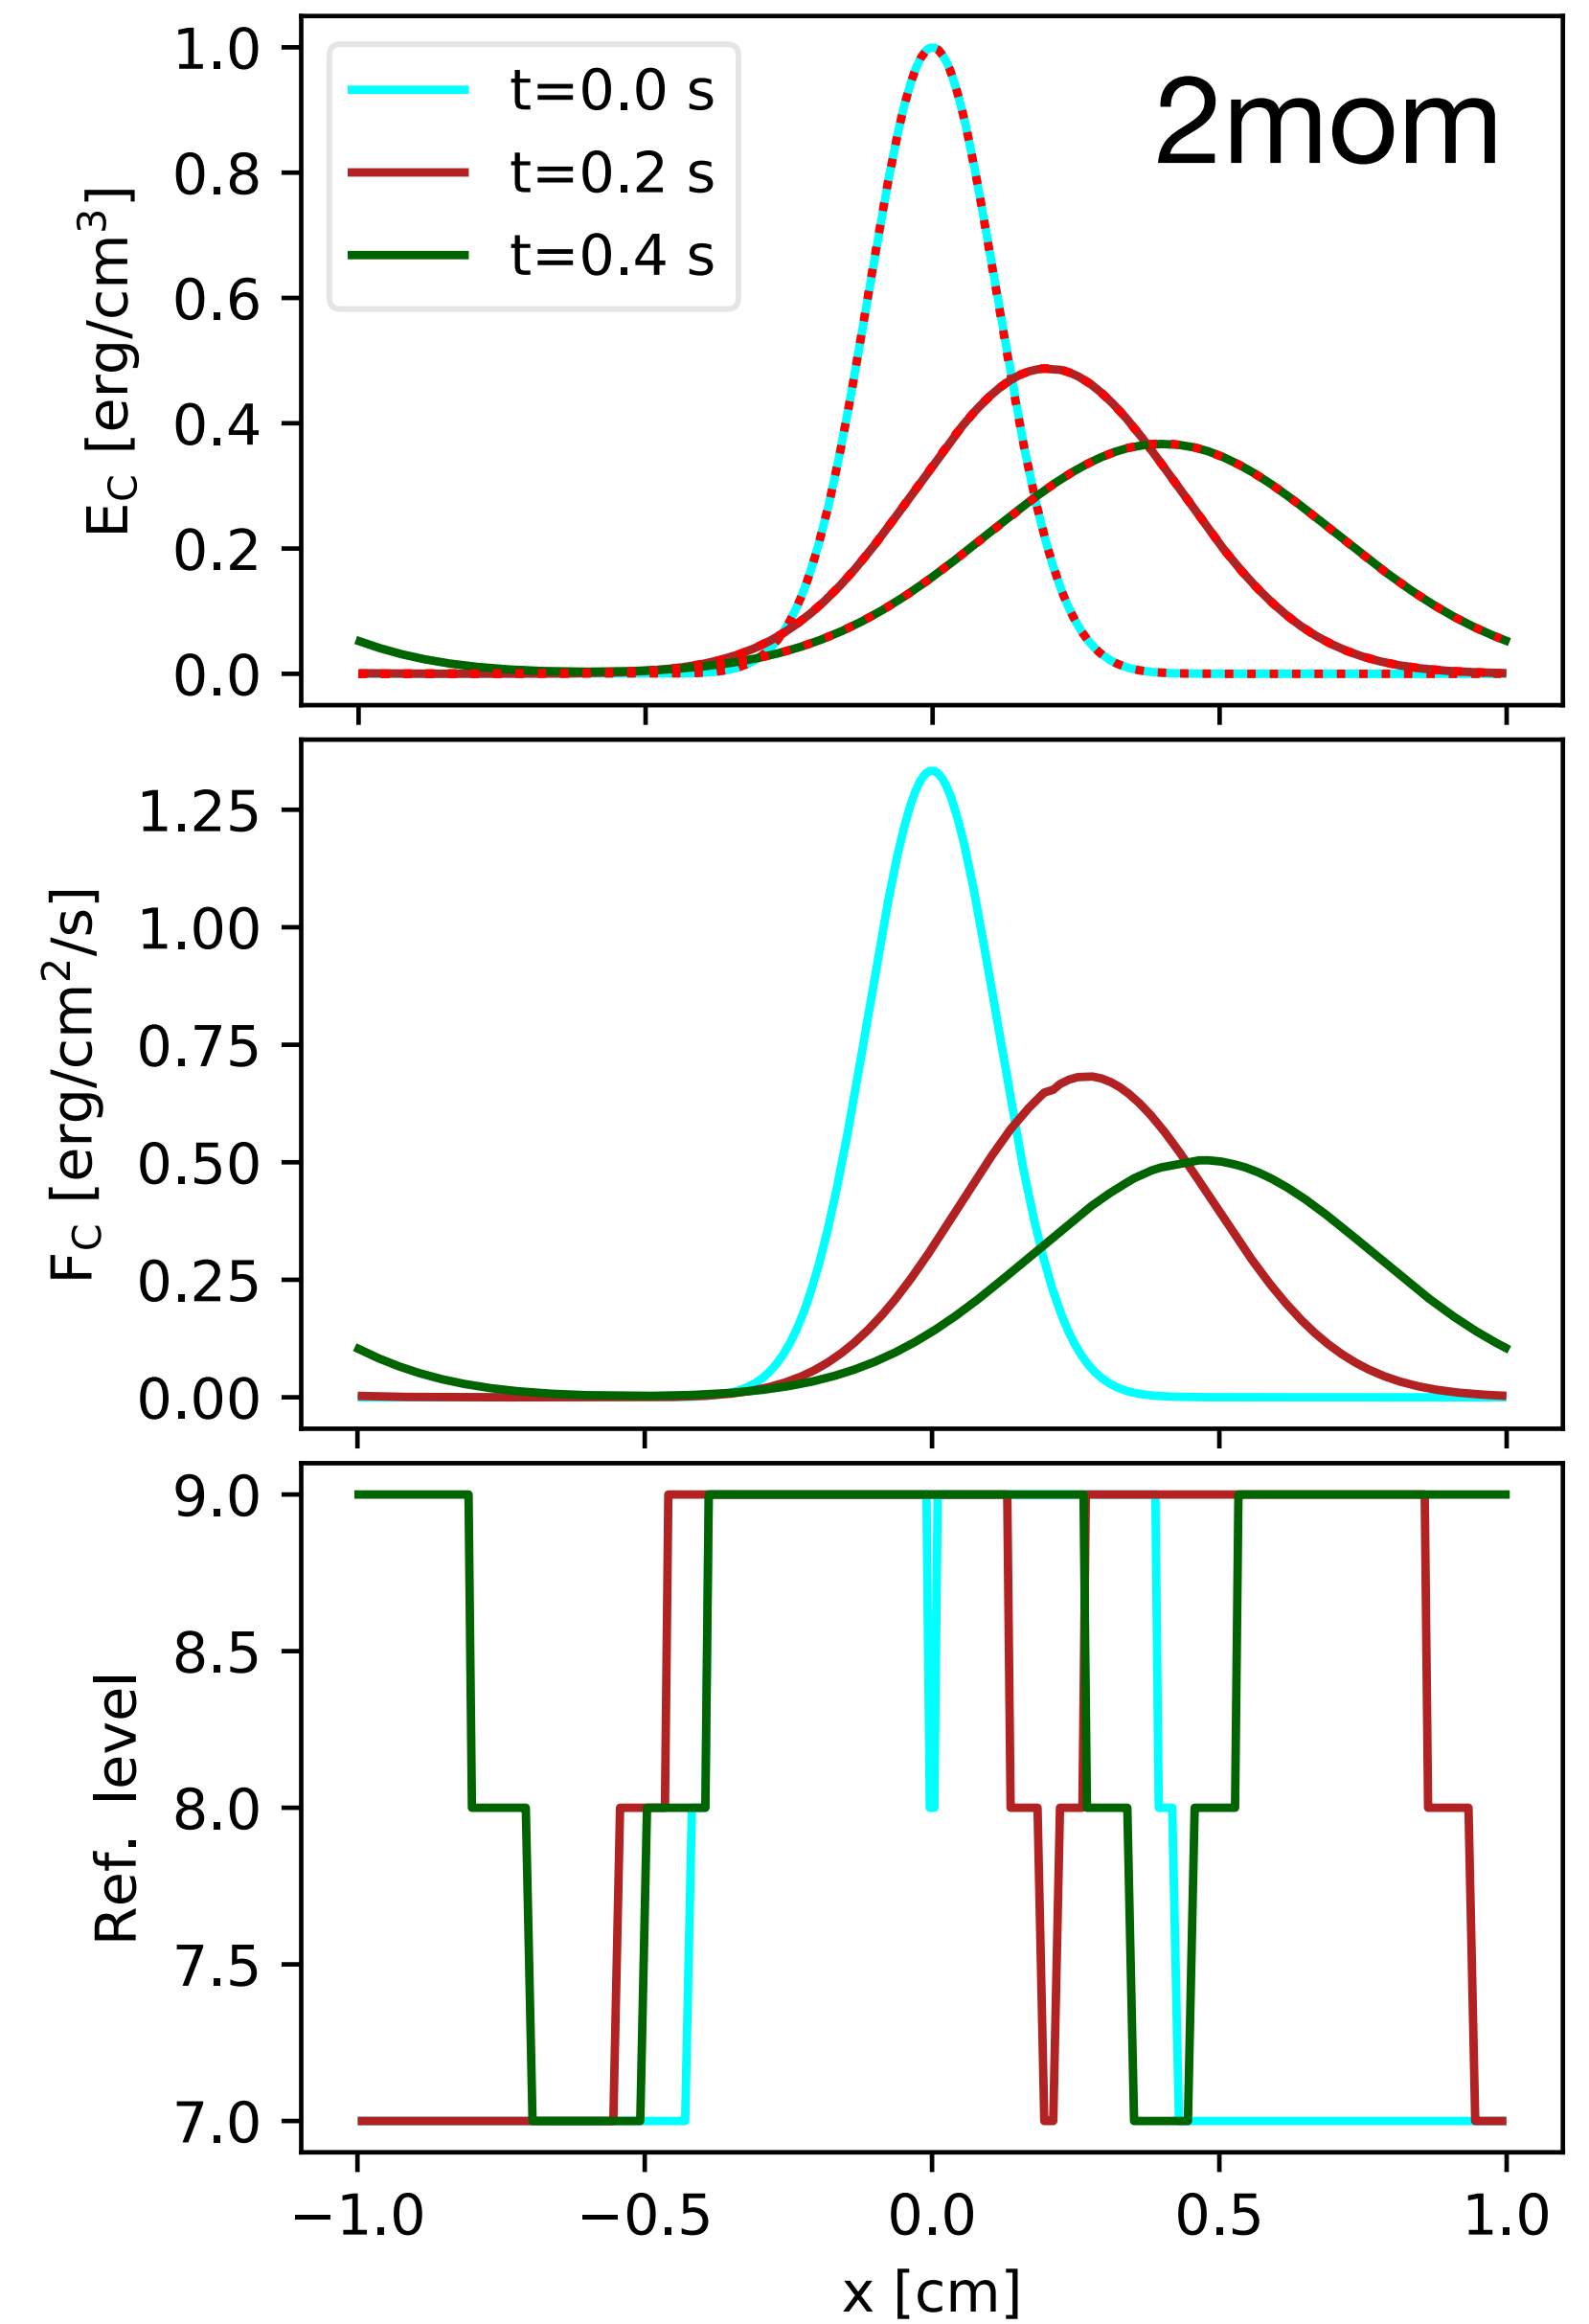 2mom
t=0.0 s
t=0.2 s
t=0.4 s
E_C [erg/cm³]
1.0
0.8
0.6
0.4
0.2
0.0
F_C [erg/cm²/s]
1.25
1.00
0.75
0.50
0.25
0.00
Ref. level
9.0
8.5
8.0
7.5
7.0
−1.0 −0.5 0.0 0.5 1.0
x [cm]